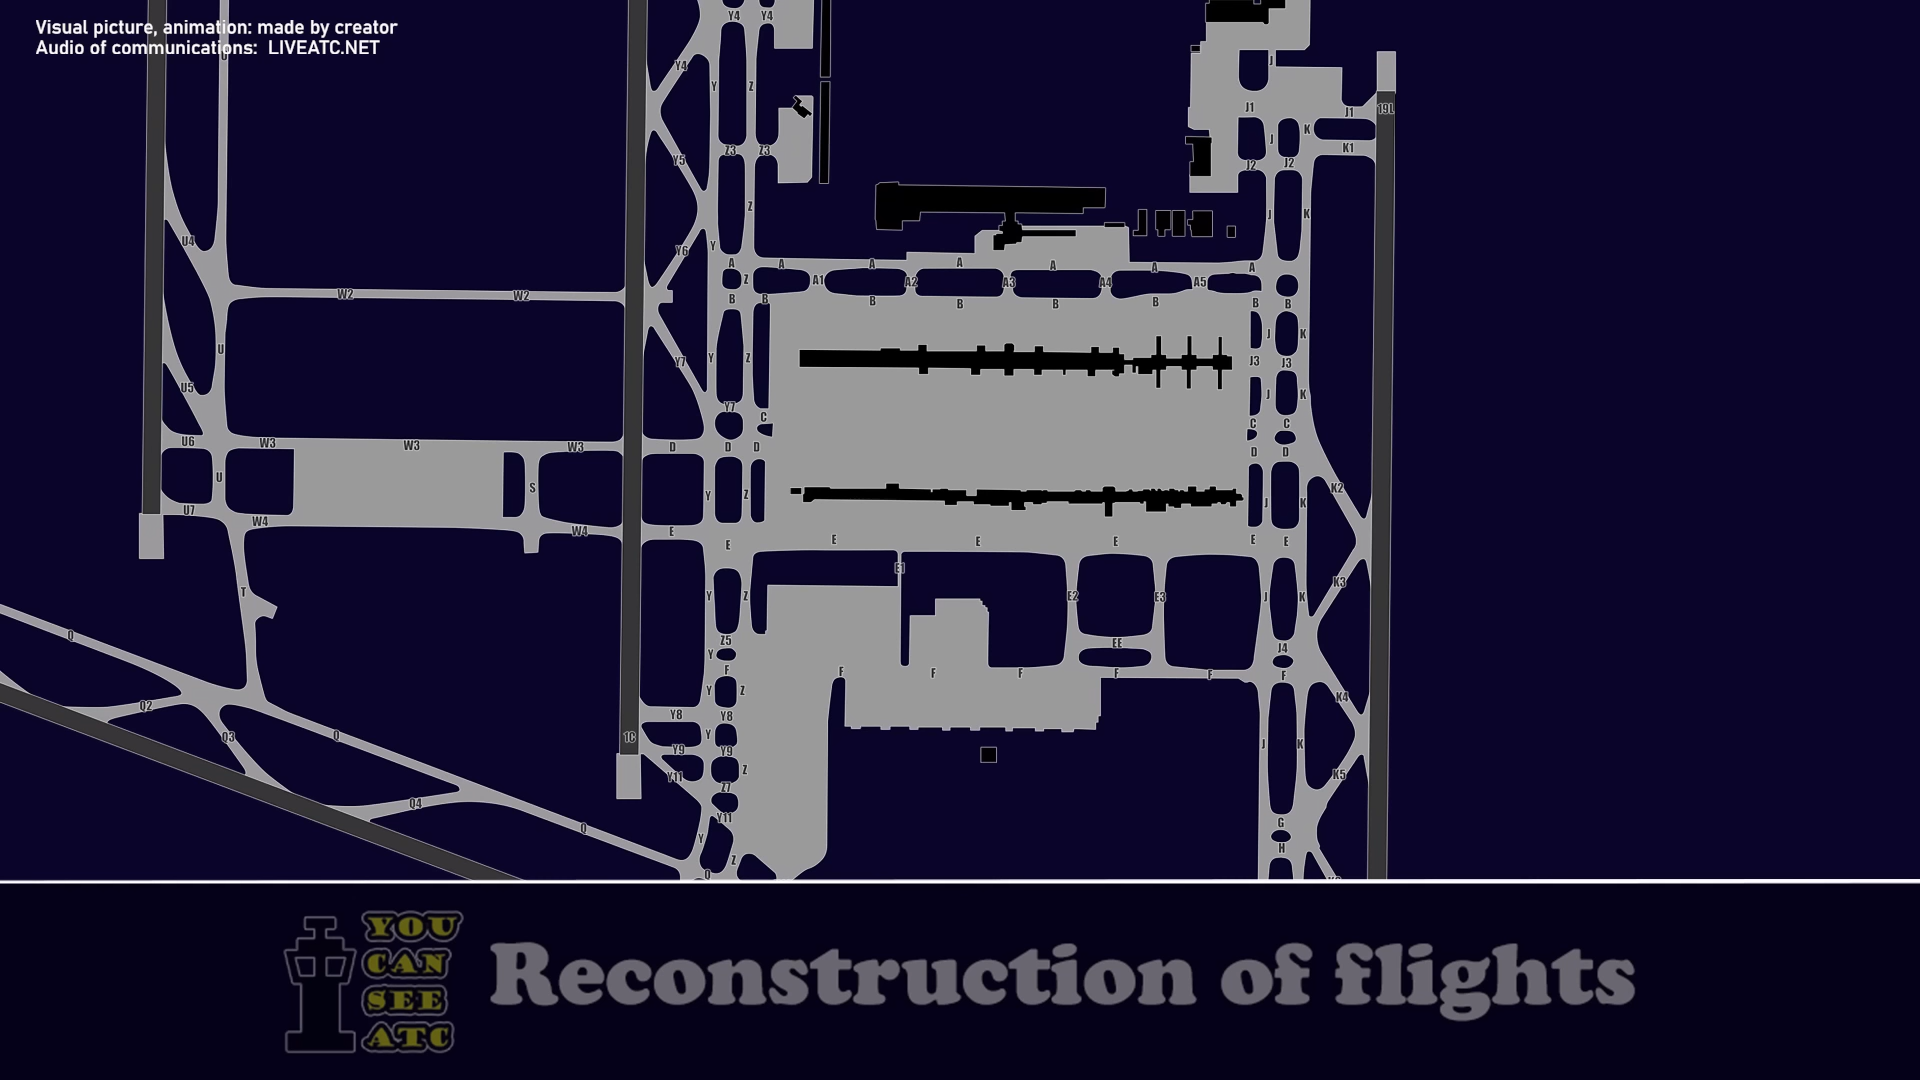 Visual picture, animation: made by creator
Audio of communications: LIVEATC.NET
Y4 Y4
J
Y4
Y Z
J1 19L
J1
K
J K1
Z3 Z3
Y5 J2 J2
Z
J K
U4 Y
Y6
A A A A A A A
Z A1 A2 A3 A4 A5
W2 W2 B B B B B B B
J K
U Y Z
Y7 J3 J3
U5 J K
Y7
C C C
U6 W3 W3 W3 D D D D D
U S Y Z J K K2
U7 W4 W4 E E E E E E E
E1
K3
T Y Z E2 E3 J K
Q
Z5 EE J4
Y F F F F F F F
Y Z
Q2 Y8 Y8 K4
Q3 Q 1C Y J K
Y9 Y9
Y11 Z K5
Z7
Q4
Y11 G
Q Y
H
Z
Q
YOU
CAN
SEE
ATC
Reconstruction of flights